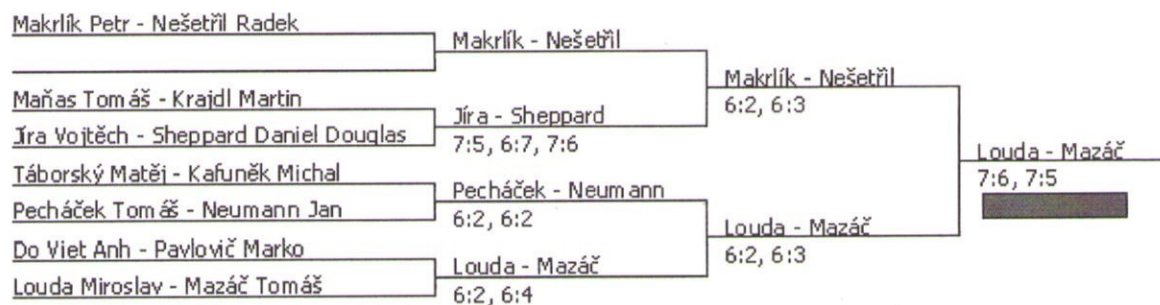 Makrlík Petr - Nešetřil Radek
Maňas Tomáš - Krajdl Martin
Jíra Vojtěch - Sheppard Daniel Douglas
Táborský Matěj - Kafuněk Michal
Pecháček Tomáš - Neumann Jan
Do Viet Anh - Pavlovič Marko
Louda Miroslav - Mazáč Tomáš
Makrlík - Nešetřil
Jíra - Sheppard
7:5, 6:7, 7:6
Pecháček - Neumann
6:2, 6:2
Louda - Mazáč
6:2, 6:4
Makrlík - Nešetřil
6:2, 6:3
Louda - Mazáč
6:2, 6:3
Louda - Mazáč
7:6, 7:5